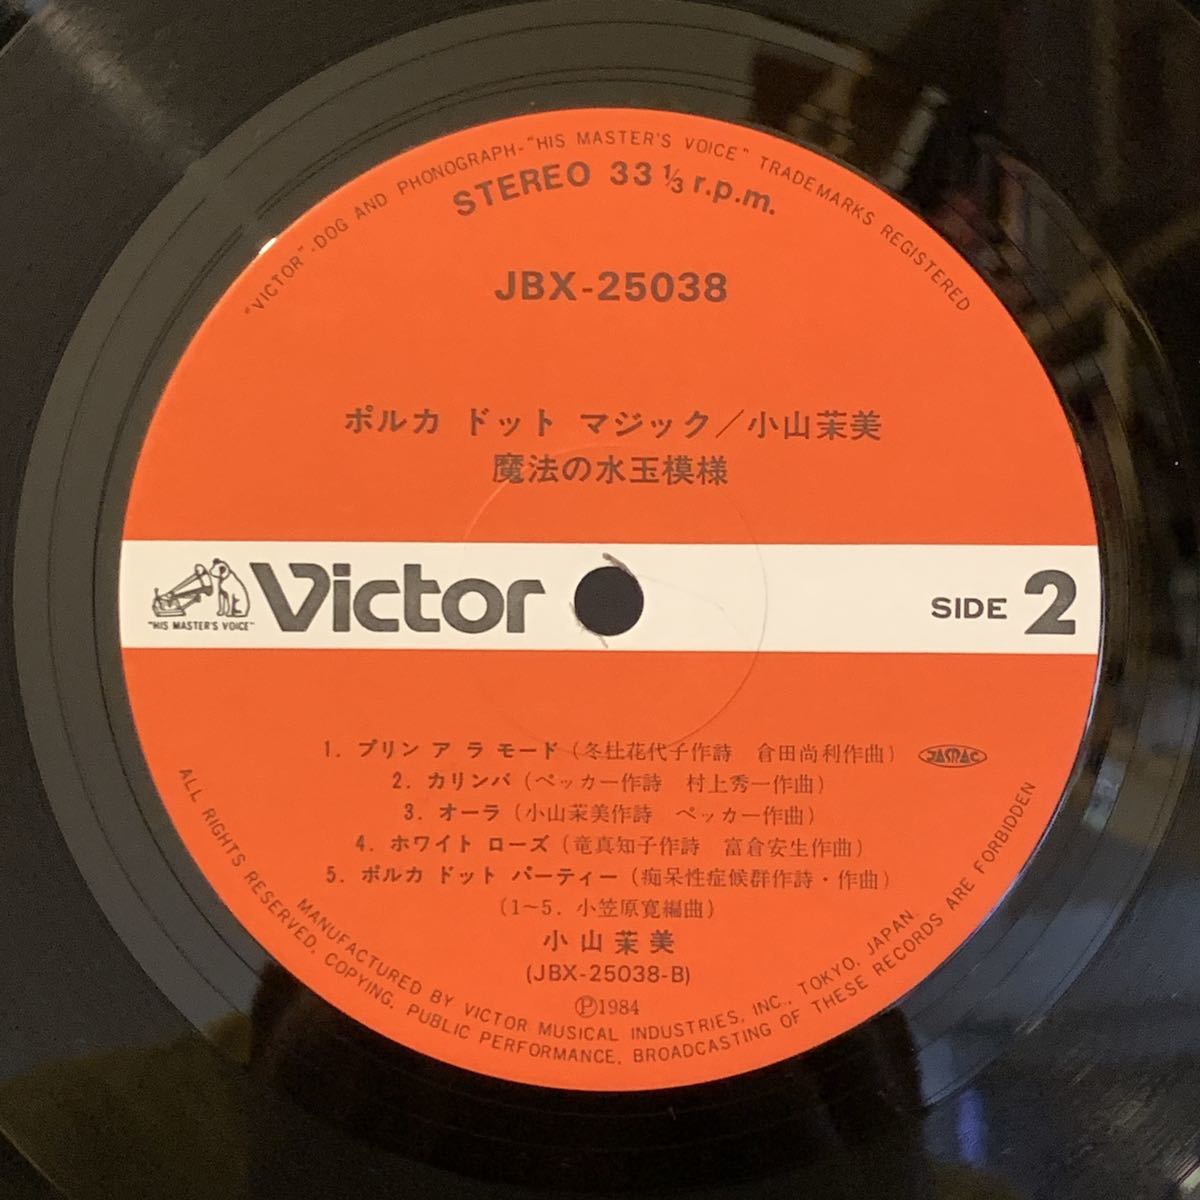 "VICTOR"-DOG AND PHONOGRAPH-"HIS MASTER'S VOICE" TRADEMARKS REGISTERED
STEREO 33 ⅓ r.p.m.
JBX-25038
ポルカ ドット マジック／小山茉美
魔法の水玉模様
"HIS MASTER'S VOICE"
Victor
SIDE 2
1. プリン ア ラ モード（冬杜花代子作詩　倉田尚利作曲） JASRAC
2. カリンバ（ペッカー作詩　村上秀一作曲）
3. オーラ（小山茉美作詩　ペッカー作曲）
4. ホワイト ローズ（竜真知子作詩　富倉安生作曲）
5. ポルカ ドット パーティー（痴呆性症候群作詩・作曲）
（1〜5. 小笠原寛編曲）
小山茉美
(JBX-25038-B)
Ⓟ1984
MANUFACTURED BY VICTOR MUSICAL INDUSTRIES, INC., TOKYO, JAPAN.
ALL RIGHTS RESERVED, COPYING, PUBLIC PERFORMANCE, BROADCASTING OF THESE RECORDS ARE FORBIDDEN